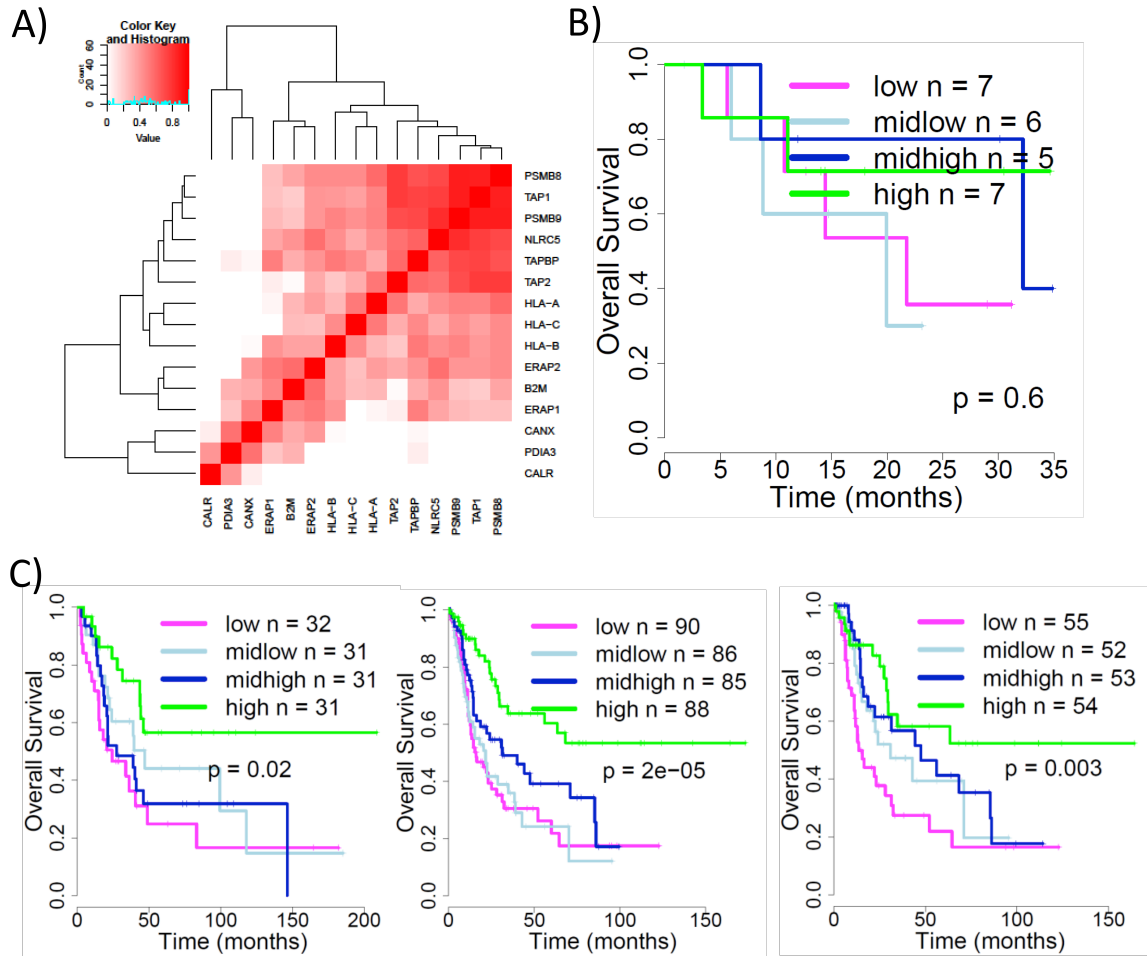 A)
Color Key
and Histogram
Count
0 20 40 60
0 0.2 0.4 0.6 0.8
Value
PSMB8
TAP1
PSMB9
NLRC5
TAPBP
TAP2
HLA−A
HLA−C
HLA−B
ERAP2
B2M
ERAP1
CANX
PDIA3
CALR
CALR PDIA3 CANX ERAP1 B2M ERAP2 HLA−B HLA−C HLA−A TAP2 TAPBP NLRC5 PSMB9 TAP1 PSMB8
B)
Overall Survival
0.0 0.2 0.4 0.6 0.8 1.0
low n = 7
midlow n = 6
midhigh n = 5
high n = 7
p = 0.6
0 5 10 15 20 25 30 35
Time (months)
C)
Overall Survival
0.0 0.2 0.4 0.6 0.8 1.0
low n = 32
midlow n = 31
midhigh n = 31
high n = 31
p = 0.02
0 50 100 150 200
Time (months)
Overall Survival
0.0 0.2 0.4 0.6 0.8 1.0
low n = 90
midlow n = 86
midhigh n = 85
high n = 88
p = 2e−05
0 50 100 150
Time (months)
Overall Survival
0.0 0.2 0.4 0.6 0.8 1.0
low n = 55
midlow n = 52
midhigh n = 53
high n = 54
p = 0.003
0 50 100 150
Time (months)